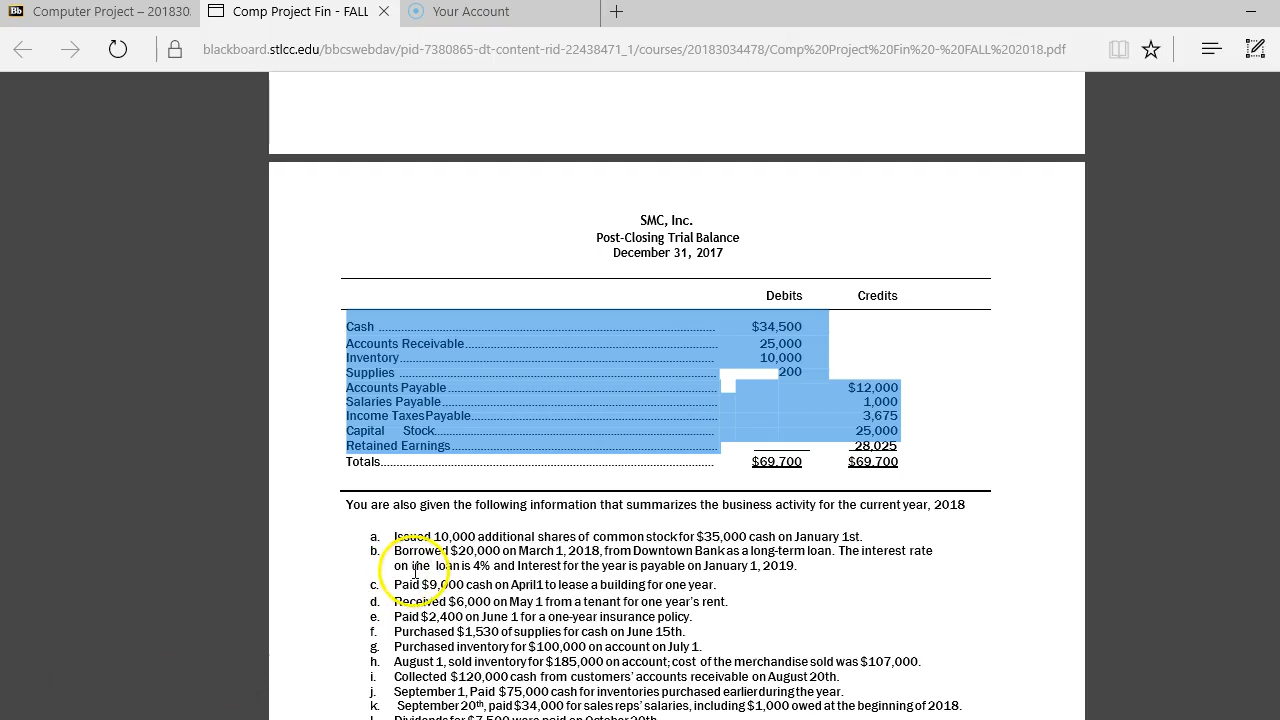 Bb Computer Project – 201830
Comp Project Fin - FALL
Your Account
blackboard.stlcc.edu/bbcswebdav/pid-7380865-dt-content-rid-22438471_1/courses/20183034478/Comp%20Project%20Fin%20-%20FALL%202018.pdf
SMC, Inc.
Post-Closing Trial Balance
December 31, 2017
Debits Credits
Cash $34,500
Accounts Receivable 25,000
Inventory 10,000
Supplies 200
Accounts Payable $12,000
Salaries Payable 1,000
Income TaxesPayable 3,675
Capital Stock 25,000
Retained Earnings 28,025
Totals $69,700 $69,700
You are also given the following information that summarizes the business activity for the current year, 2018
a. Issued 10,000 additional shares of common stock for $35,000 cash on January 1st.
b. Borrowed $20,000 on March 1, 2018, from Downtown Bank as a long-term loan. The interest rate
on the loan is 4% and Interest for the year is payable on January 1, 2019.
c. Paid $9,000 cash on April1 to lease a building for one year.
d. Received $6,000 on May 1 from a tenant for one year's rent.
e. Paid $2,400 on June 1 for a one-year insurance policy.
f. Purchased $1,530 of supplies for cash on June 15th.
g. Purchased inventory for $100,000 on account on July 1.
h. August 1, sold inventory for $185,000 on account; cost of the merchandise sold was $107,000.
i. Collected $120,000 cash from customers' accounts receivable on August 20th.
j. September 1, Paid $75,000 cash for inventories purchased earlier during the year.
k. September 20th, paid $34,000 for sales reps' salaries, including $1,000 owed at the beginning of 2018.
l. Dividends for $7,500 were paid on October 20th.